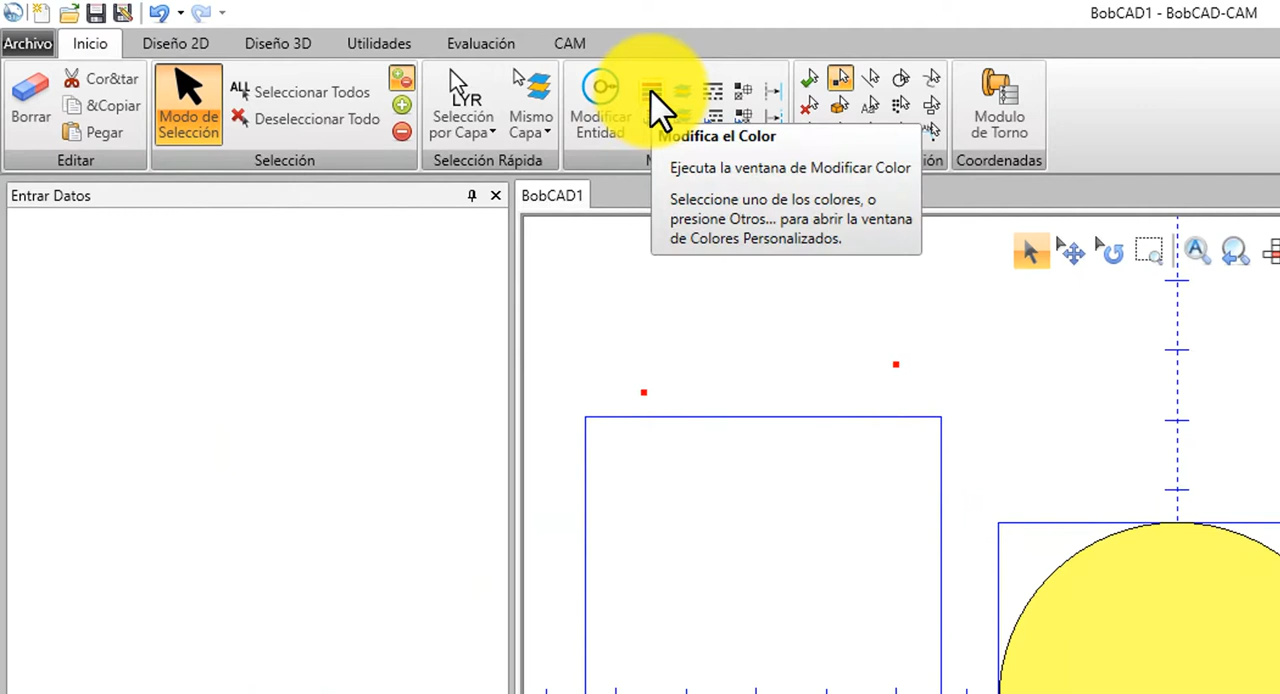 BobCAD1 - BobCAD-CAM
Archivo
Inicio
Diseño 2D
Diseño 3D
Utilidades
Evaluación
CAM
Borrar
Cor&tar
&Copiar
Pegar
Editar
Modo de
Selección
ALL
Seleccionar Todos
Deseleccionar Todo
Selección
LYR
Selección
por Capa
Mismo
Capa
Selección Rápida
Modificar
Entidad
Modulo
de Torno
Coordenadas
Modifica el Color
Ejecuta la ventana de Modificar Color
Seleccione uno de los colores, o
presione Otros... para abrir la ventana
de Colores Personalizados.
Entrar Datos
BobCAD1